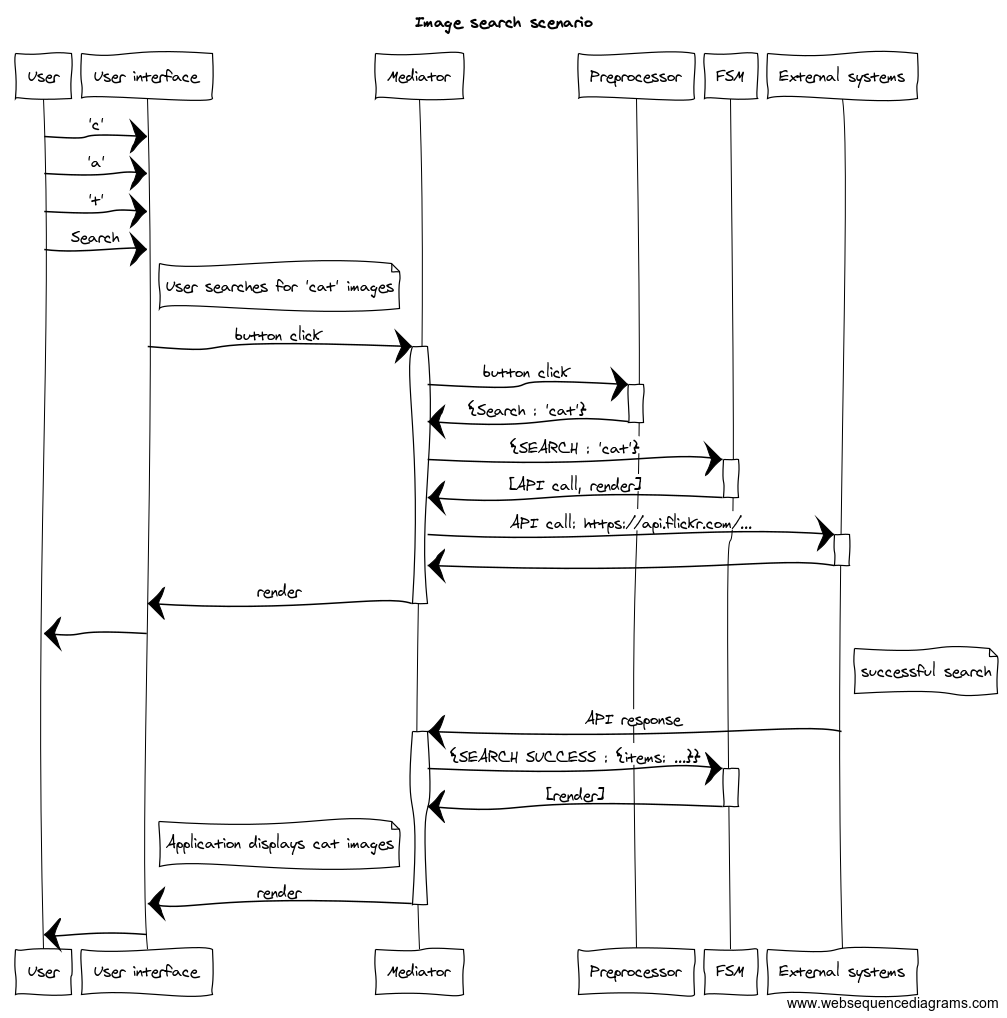 Image search scenario
User
User interface
Mediator
Preprocessor
FSM
External systems
'c'
'a'
't'
Search
User searches for 'cat' images
button click
button click
{Search : 'cat'}
{SEARCH : 'cat'}
[API call, render]
API call: https://api.flickr.com/...
render
successful search
API response
{SEARCH SUCCESS : {items: ...}}
[render]
Application displays cat images
render
User
User interface
Mediator
Preprocessor
FSM
External systems
www.websequencediagrams.com